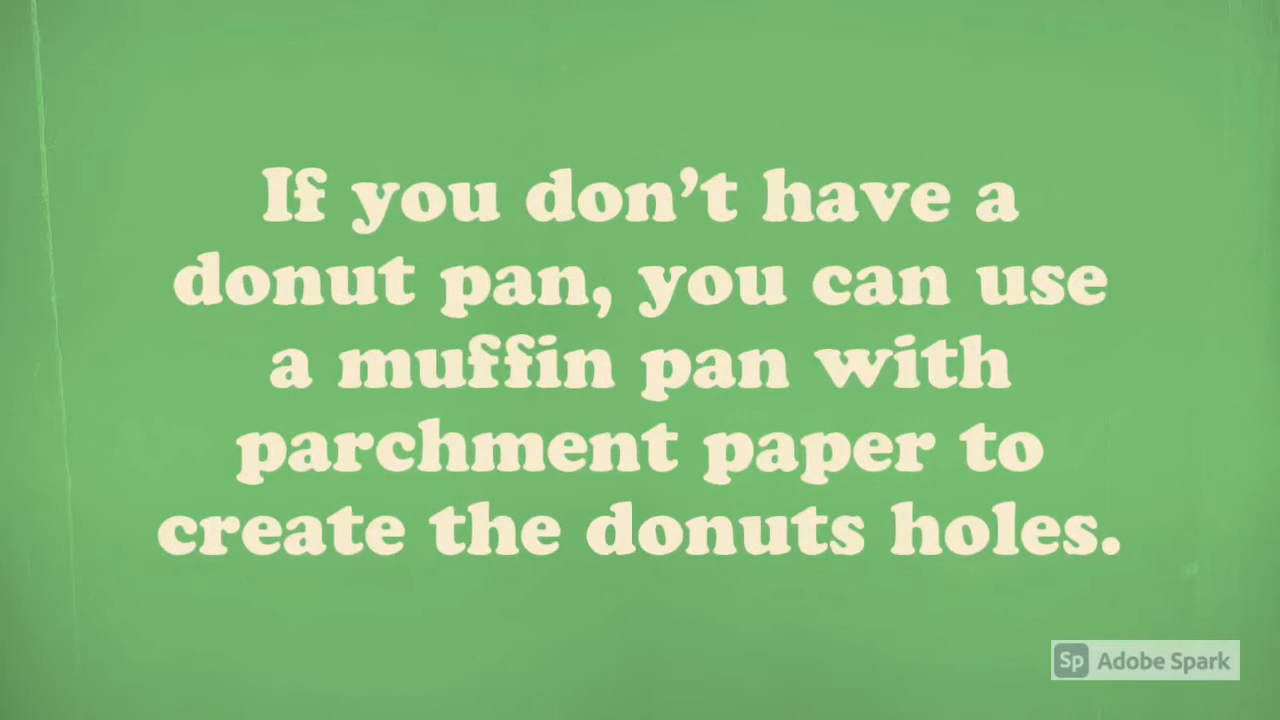 If you don’t have a
donut pan, you can use
a muffin pan with
parchment paper to
create the donuts holes.
Sp Adobe Spark